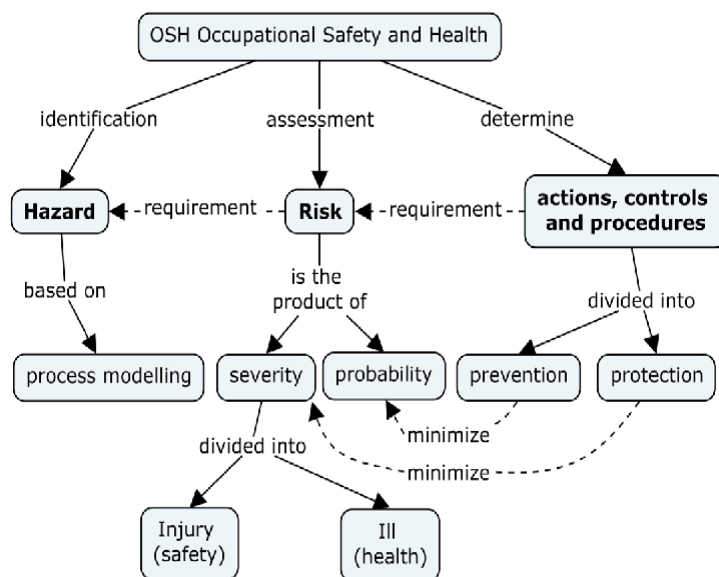 OSH Occupational Safety and Health
identification
assessment
determine
Hazard
requirement
Risk
requirement
actions, controls
and procedures
based on
is the
product of
divided into
process modelling
severity
probability
prevention
protection
minimize
divided into
minimize
Injury
(safety)
Ill
(health)